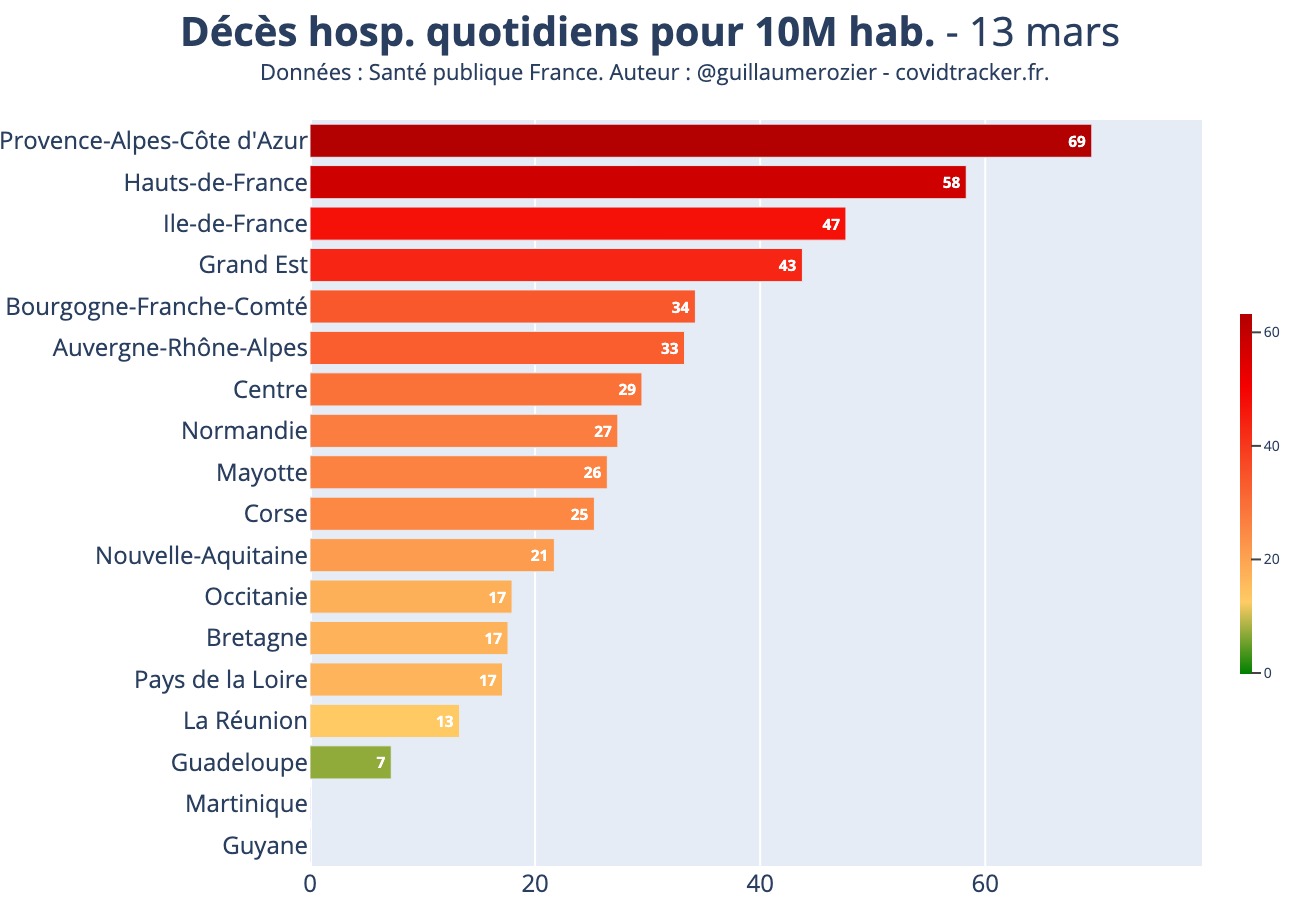 Décès hosp. quotidiens pour 10M hab. - 13 mars
Données : Santé publique France. Auteur : @guillaumerozier - covidtracker.fr.
Provence-Alpes-Côte d'Azur 69
Hauts-de-France 58
Ile-de-France 47
Grand Est 43
Bourgogne-Franche-Comté 34
Auvergne-Rhône-Alpes 33
Centre 29
Normandie 27
Mayotte 26
Corse 25
Nouvelle-Aquitaine 21
Occitanie 17
Bretagne 17
Pays de la Loire 17
La Réunion 13
Guadeloupe 7
Martinique
Guyane
0 20 40 60
60
40
20
0